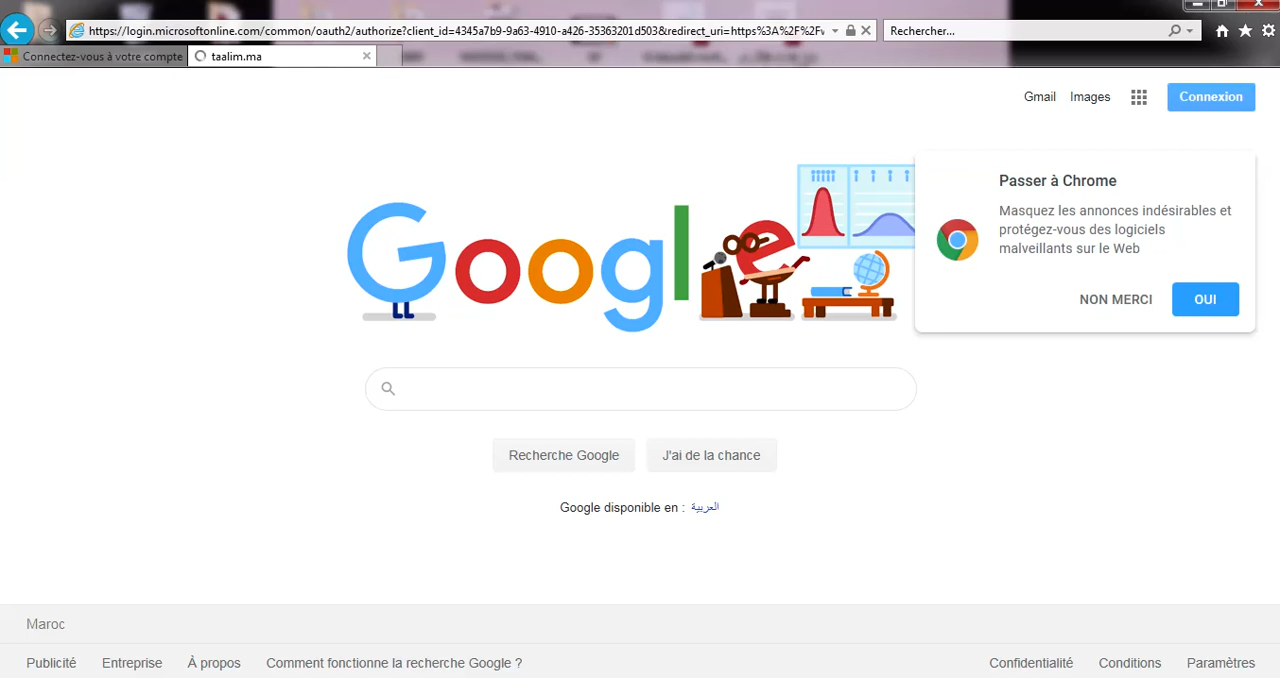 https://login.microsoftonline.com/common/oauth2/authorize?client_id=4345a7b9-9a63-4910-a426-35363201d503&redirect_uri=https%3A%2F%2Fv
Rechercher...
Connectez-vous à votre compte
taalim.ma
Gmail
Images
Connexion
Google
Passer à Chrome
Masquez les annonces indésirables et
protégez-vous des logiciels
malveillants sur le Web
NON MERCI
OUI
Recherche Google
J'ai de la chance
Google disponible en : العربية
Maroc
Publicité
Entreprise
À propos
Comment fonctionne la recherche Google ?
Confidentialité
Conditions
Paramètres